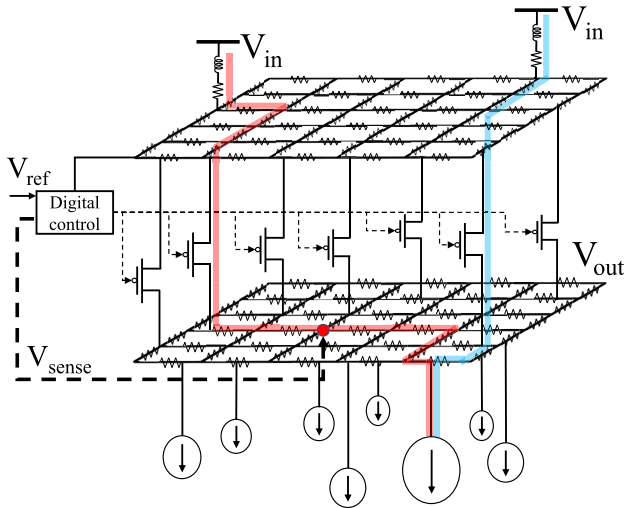 Vin
Vin
Vref
Digital
control
Vout
Vsense